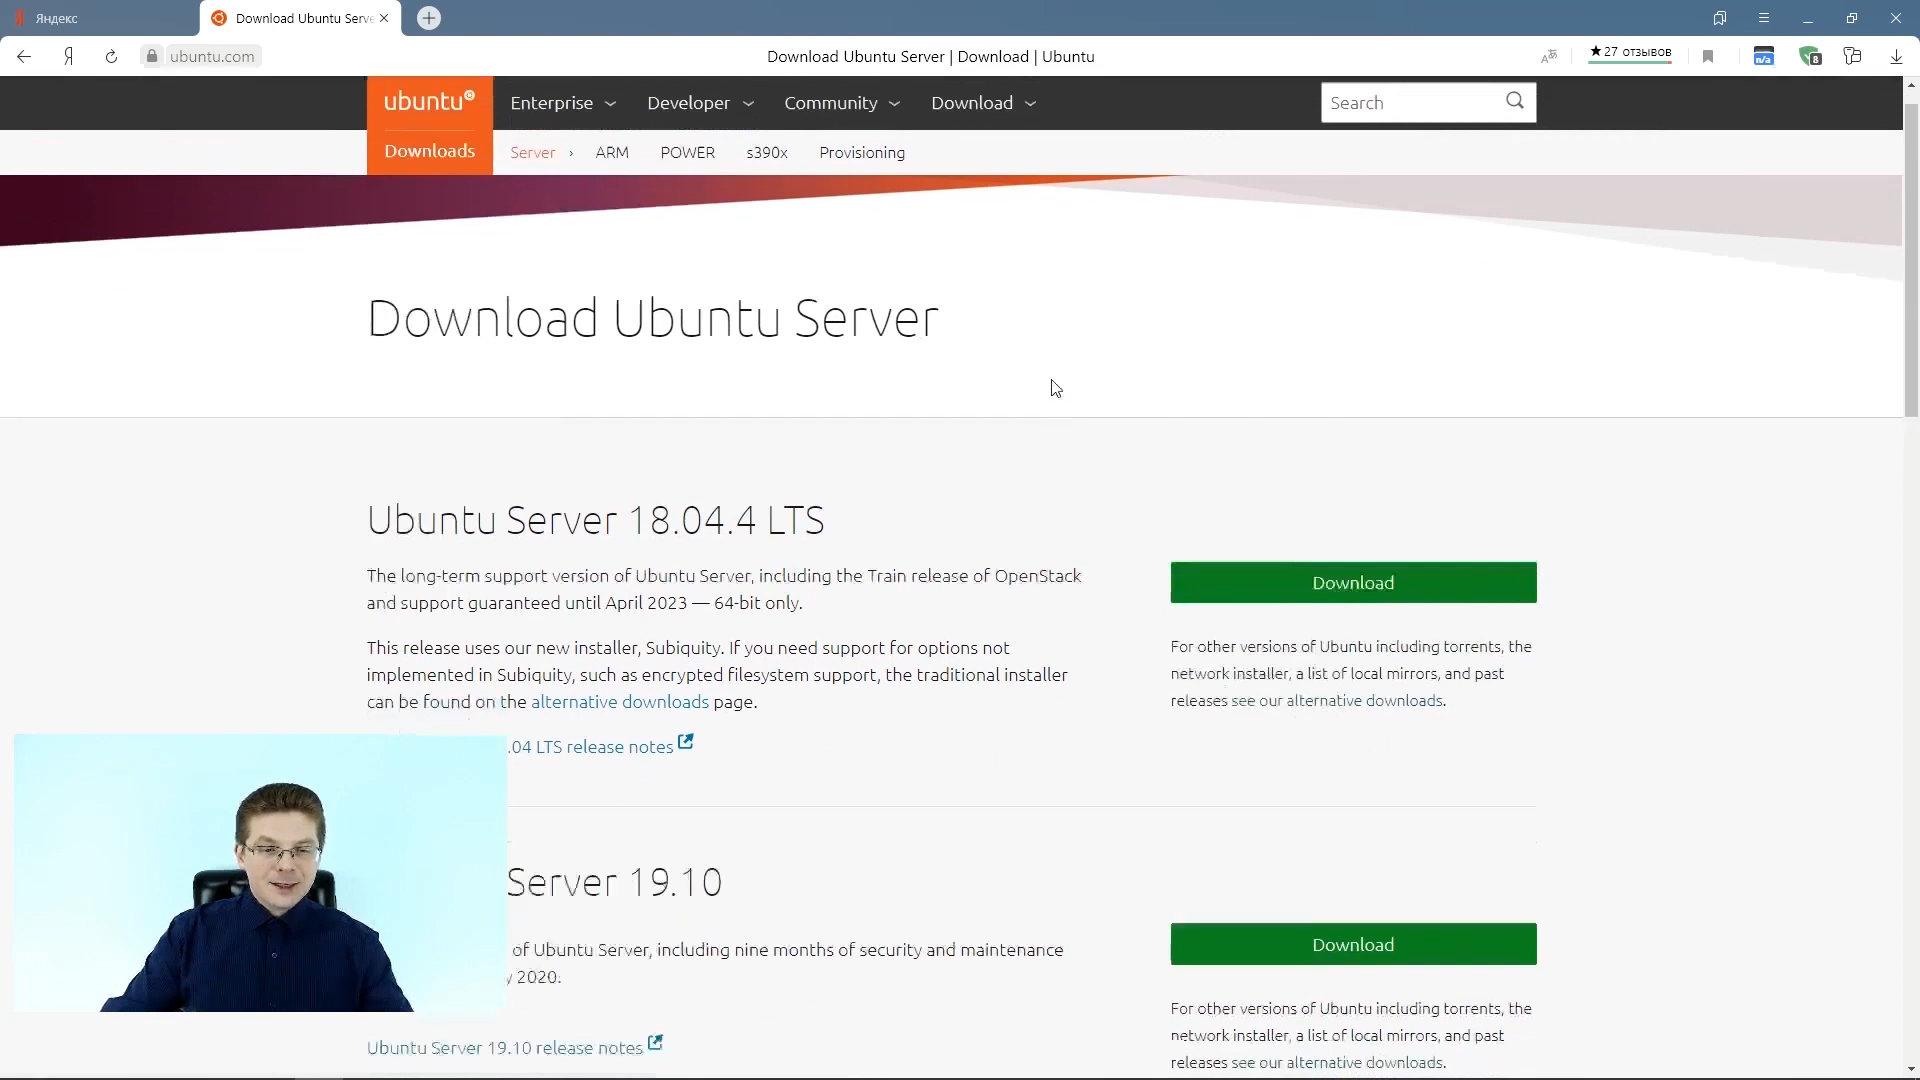 Яндекс
Download Ubuntu Serve
ubuntu.com
Download Ubuntu Server | Download | Ubuntu
27 отзывов
n/a
8
ubuntu
Enterprise
Developer
Community
Download
Search
Downloads
Server
ARM
POWER
s390x
Provisioning
Download Ubuntu Server
Ubuntu Server 18.04.4 LTS
The long-term support version of Ubuntu Server, including the Train release of OpenStack
and support guaranteed until April 2023 — 64-bit only.
This release uses our new installer, Subiquity. If you need support for options not
implemented in Subiquity, such as encrypted filesystem support, the traditional installer
can be found on the alternative downloads page.
.04 LTS release notes
Download
For other versions of Ubuntu including torrents, the
network installer, a list of local mirrors, and past
releases see our alternative downloads.
Server 19.10
of Ubuntu Server, including nine months of security and maintenance
y 2020.
Ubuntu Server 19.10 release notes
Download
For other versions of Ubuntu including torrents, the
network installer, a list of local mirrors, and past
releases see our alternative downloads.